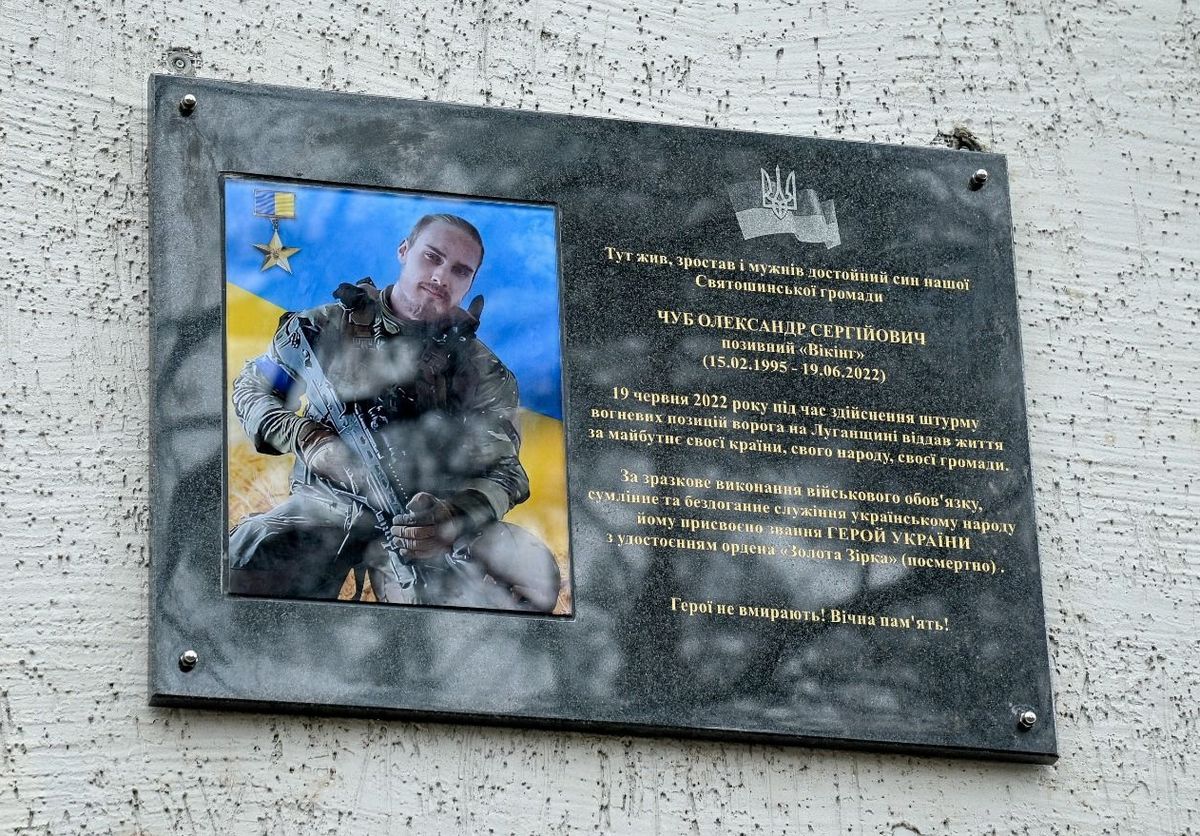 Тут жив, зростав і мужнів достойний син нашої
Святошинської громади
ЧУБ ОЛЕКСАНДР СЕРГІЙОВИЧ
позивний «Вікінг»
(15.02.1995 - 19.06.2022)
19 червня 2022 року під час здійснення штурму
вогневих позицій ворога на Луганщині віддав життя
за майбутнє своєї країни, свого народу, своєї громади.
За зразкове виконання військового обов'язку,
сумлінне та бездоганне служіння українському народу
йому присвоєно звання ГЕРОЙ УКРАЇНИ
з удостоєнням ордена «Золота Зірка» (посмертно) .
Герої не вмирають! Вічна пам'ять!